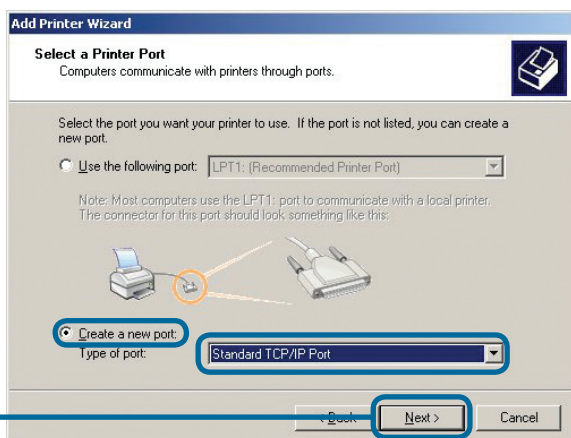 Add Printer Wizard
Select a Printer Port
Computers communicate with printers through ports.
Select the port you want your printer to use. If the port is not listed, you can create a
new port.
Use the following port: LPT1: (Recommended Printer Port)
Note: Most computers use the LPT1: port to communicate with a local printer.
The connector for this port should look something like this:
Create a new port:
Type of port: Standard TCP/IP Port
< Back Next > Cancel